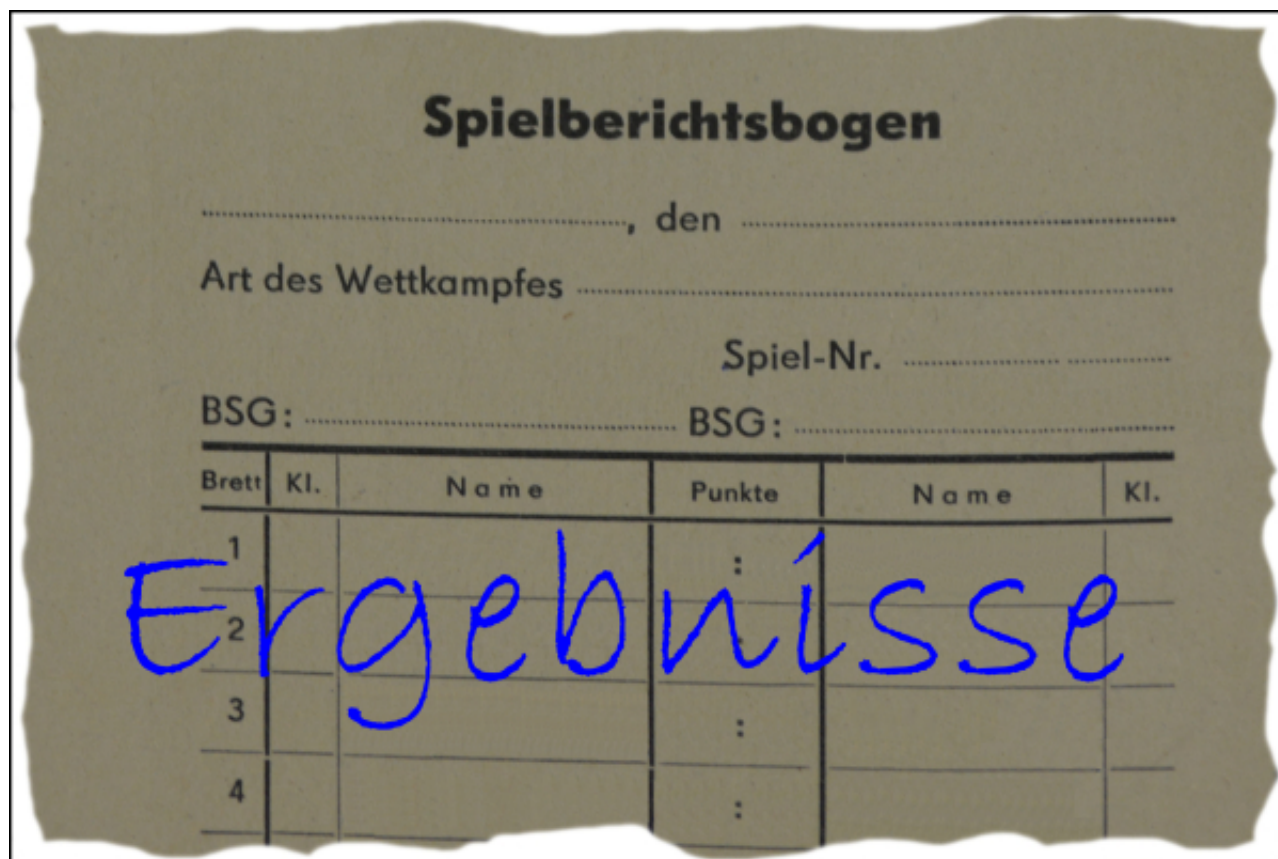 Spielberichtsbogen
, den
Art des Wettkampfes
Spiel-Nr.
BSG: BSG:
Brett Kl. Name Punkte Name Kl.
1 :
Ergebnisse
2 :
3 :
4 :